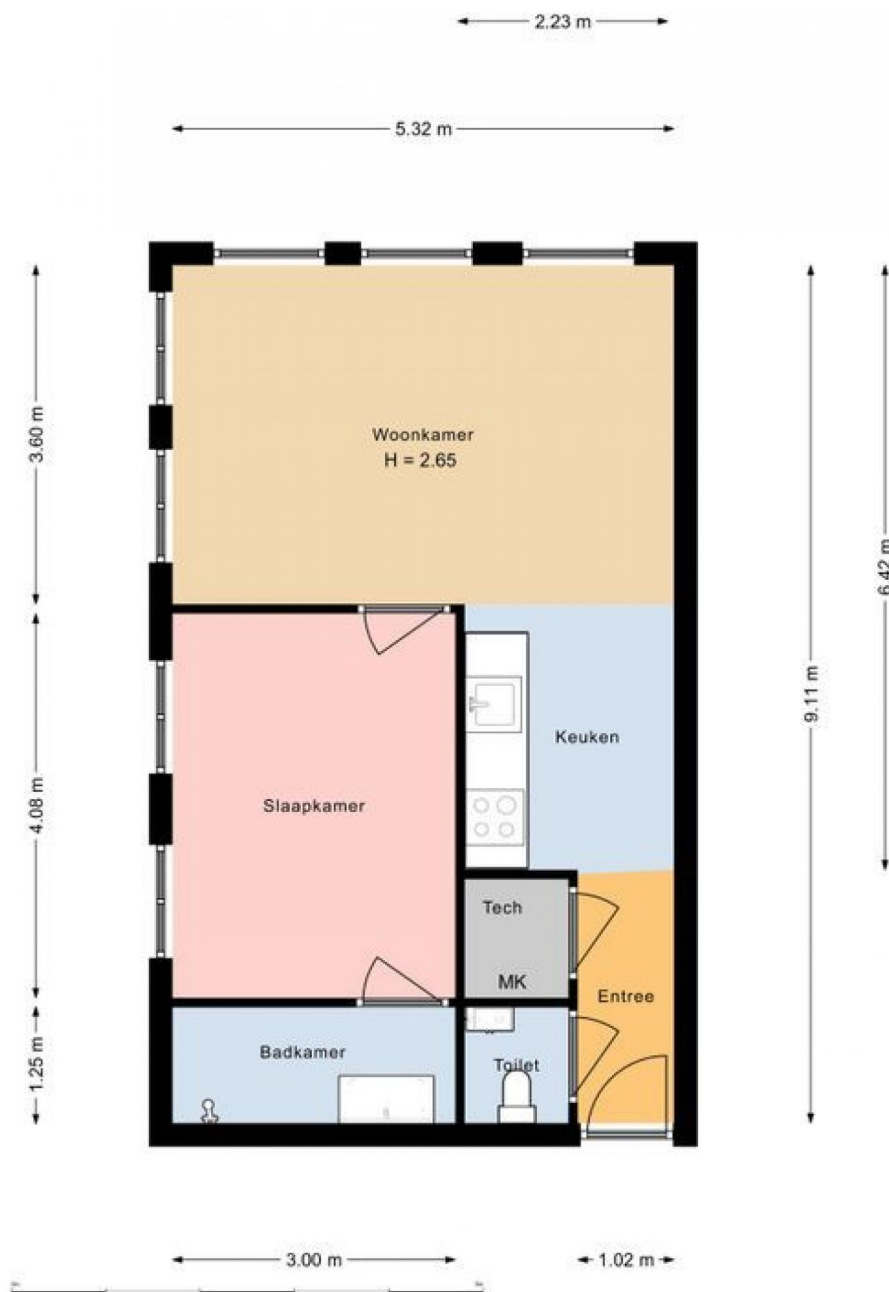 2.23 m
5.32 m
3.60 m
Woonkamer
H = 2.65
6.42 m
9.11 m
Keuken
4.08 m
Slaapkamer
Tech
MK
Entree
1.25 m
Badkamer
Toilet
3.00 m
1.02 m